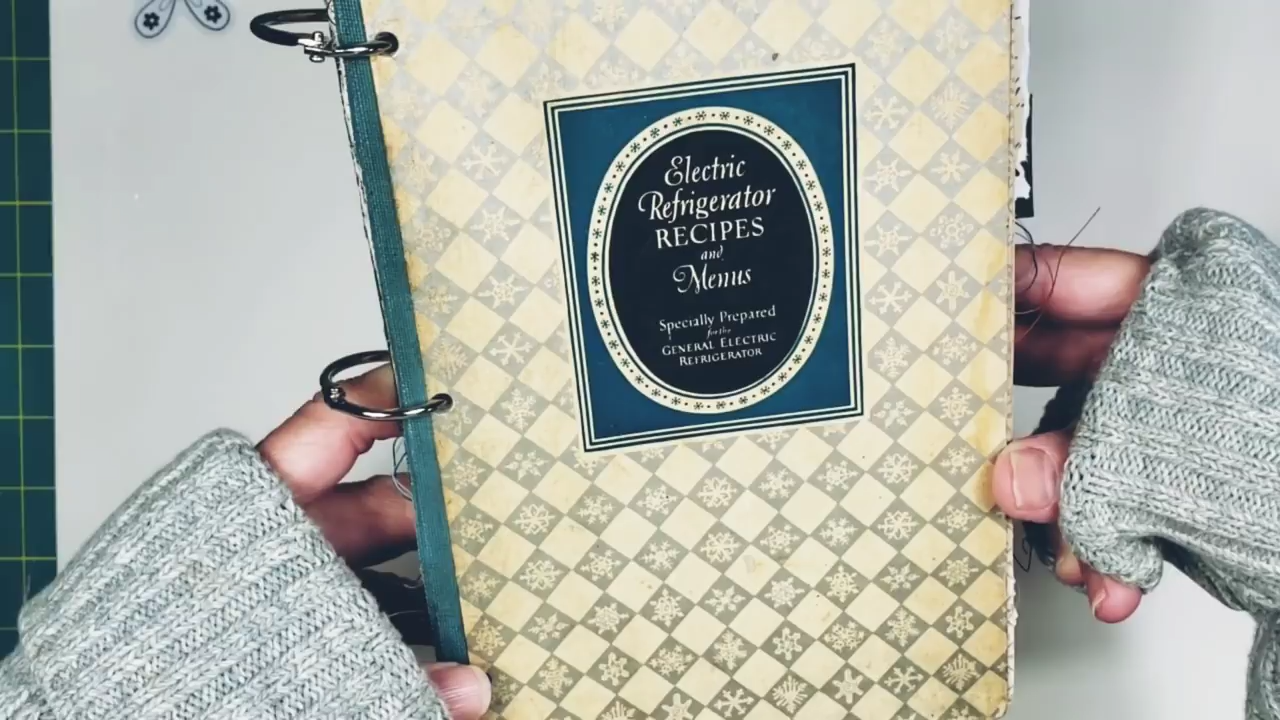 Electric
Refrigerator
RECIPES
and
Menus
Specially Prepared
for the
GENERAL ELECTRIC
REFRIGERATOR